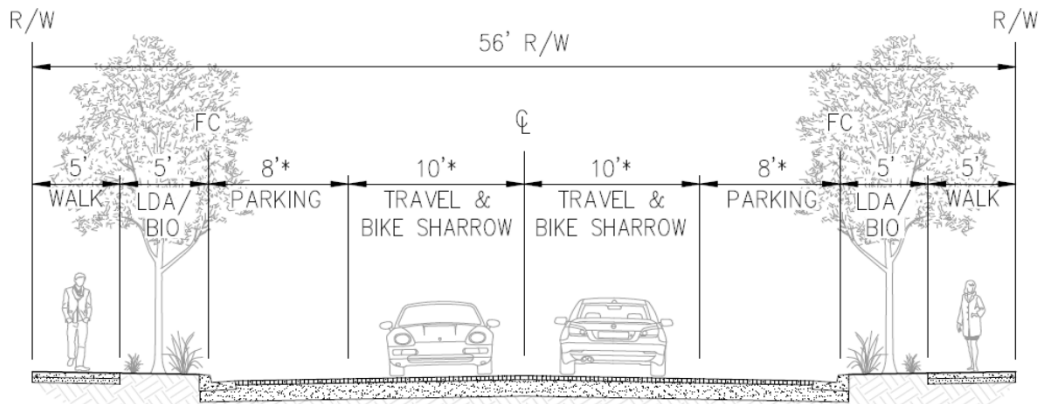 R/W
R/W
56' R/W
FC
℄
FC
5'
5'
8'*
10'*
10'*
8'*
5'
5'
WALK
LDA/
BIO
PARKING
TRAVEL &
BIKE SHARROW
TRAVEL &
BIKE SHARROW
PARKING
LDA/
BIO
WALK